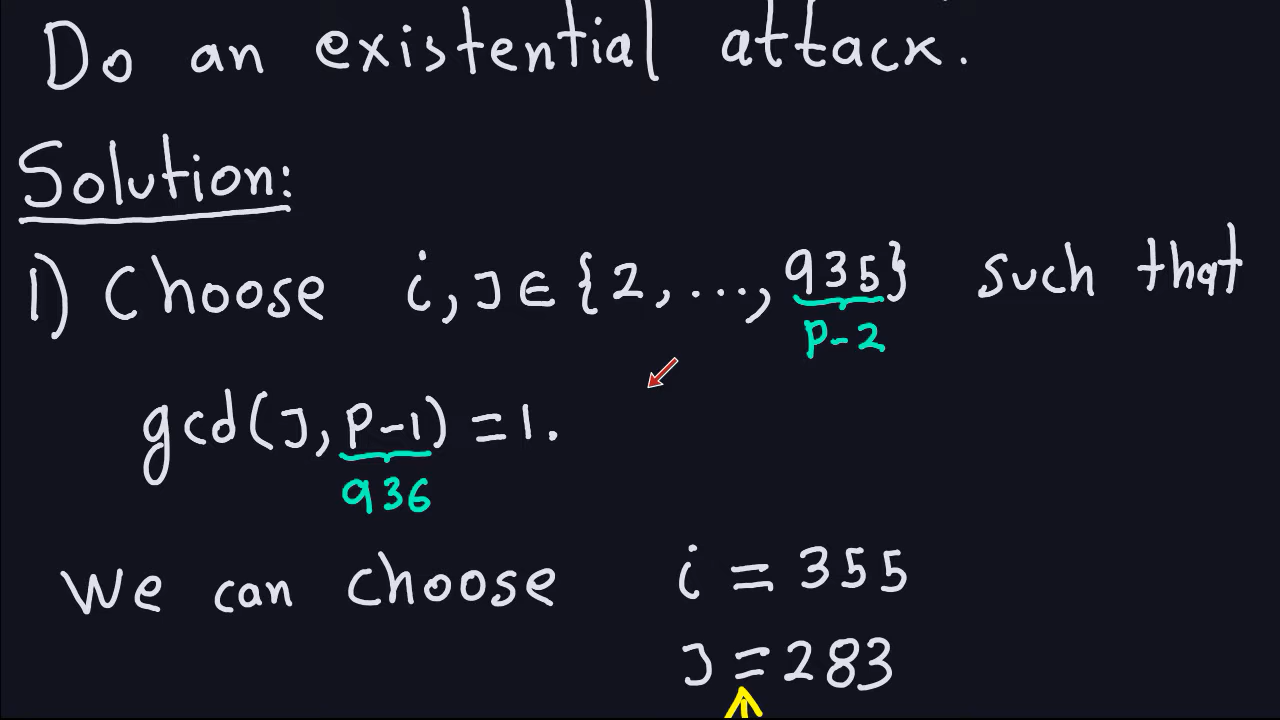 Do an existential attack.
Solution:
1) Choose i, J ∈ {2, ..., 935} such that
P-2
gcd(J, P-1) = 1.
936
We can choose i = 355
J = 283